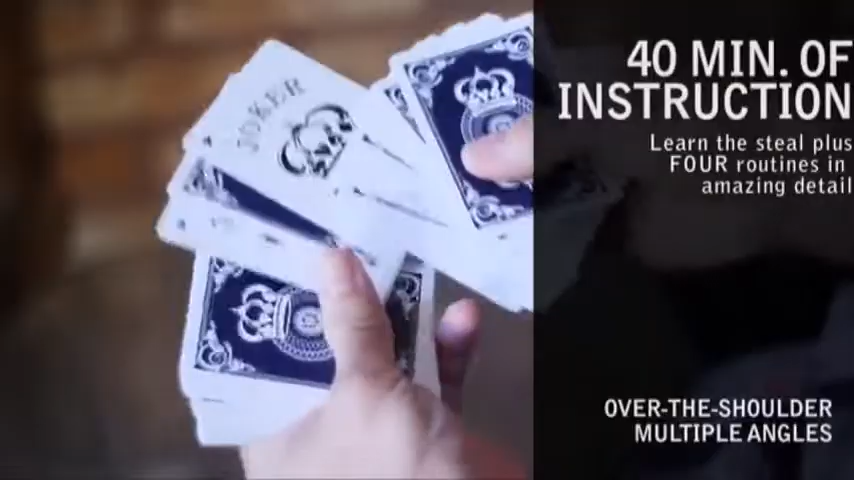 JOKER
40 MIN. OF
INSTRUCTION
Learn the steal plus
FOUR routines in
amazing detail
OVER-THE-SHOULDER
MULTIPLE ANGLES